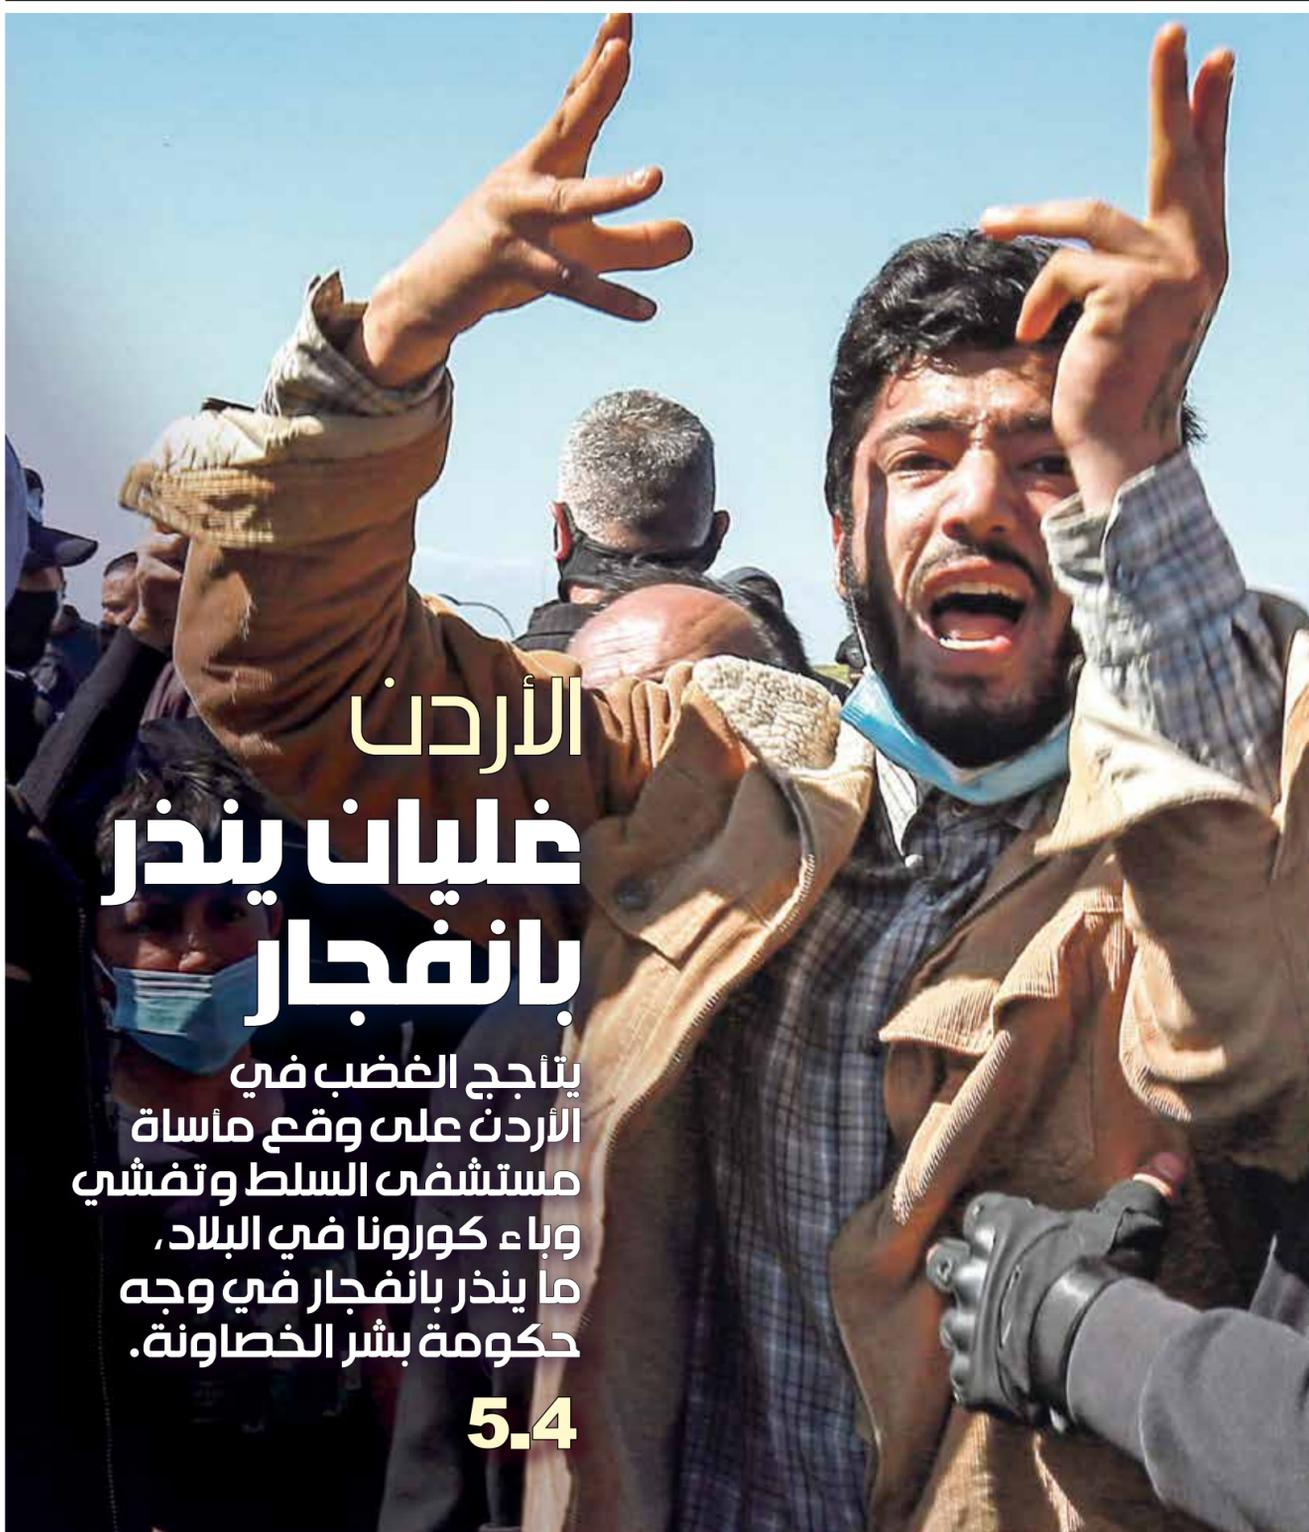 الأردن
غليان ينذر
بانفجار
يتأجج الغضب في
الأردن على وقع مأساة
مستشفى السلط وتفشي
وباء كورونا في البلاد،
ما ينذر بانفجار في وجه
حكومة بشر الخصاونة.
5.4